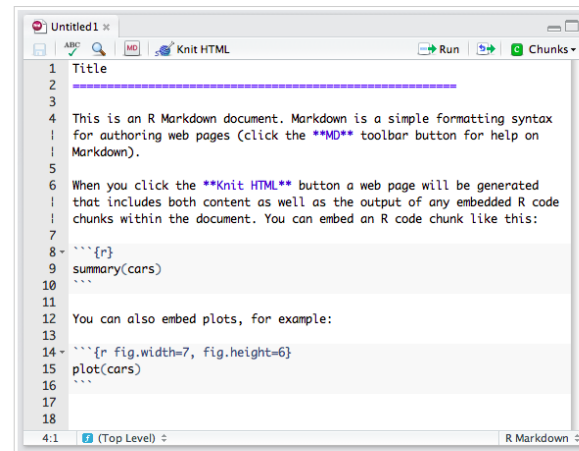 Untitled1 ×
ABC MD Knit HTML Run C Chunks
1 Title
2 ========================================================
3
4 This is an R Markdown document. Markdown is a simple formatting syntax
for authoring web pages (click the **MD** toolbar button for help on
Markdown).
5
6 When you click the **Knit HTML** button a web page will be generated
that includes both content as well as the output of any embedded R code
chunks within the document. You can embed an R code chunk like this:
7
8 ```{r}
9 summary(cars)
10 ```
11
12 You can also embed plots, for example:
13
14 ```{r fig.width=7, fig.height=6}
15 plot(cars)
16 ```
17
18
4:1 (Top Level) R Markdown